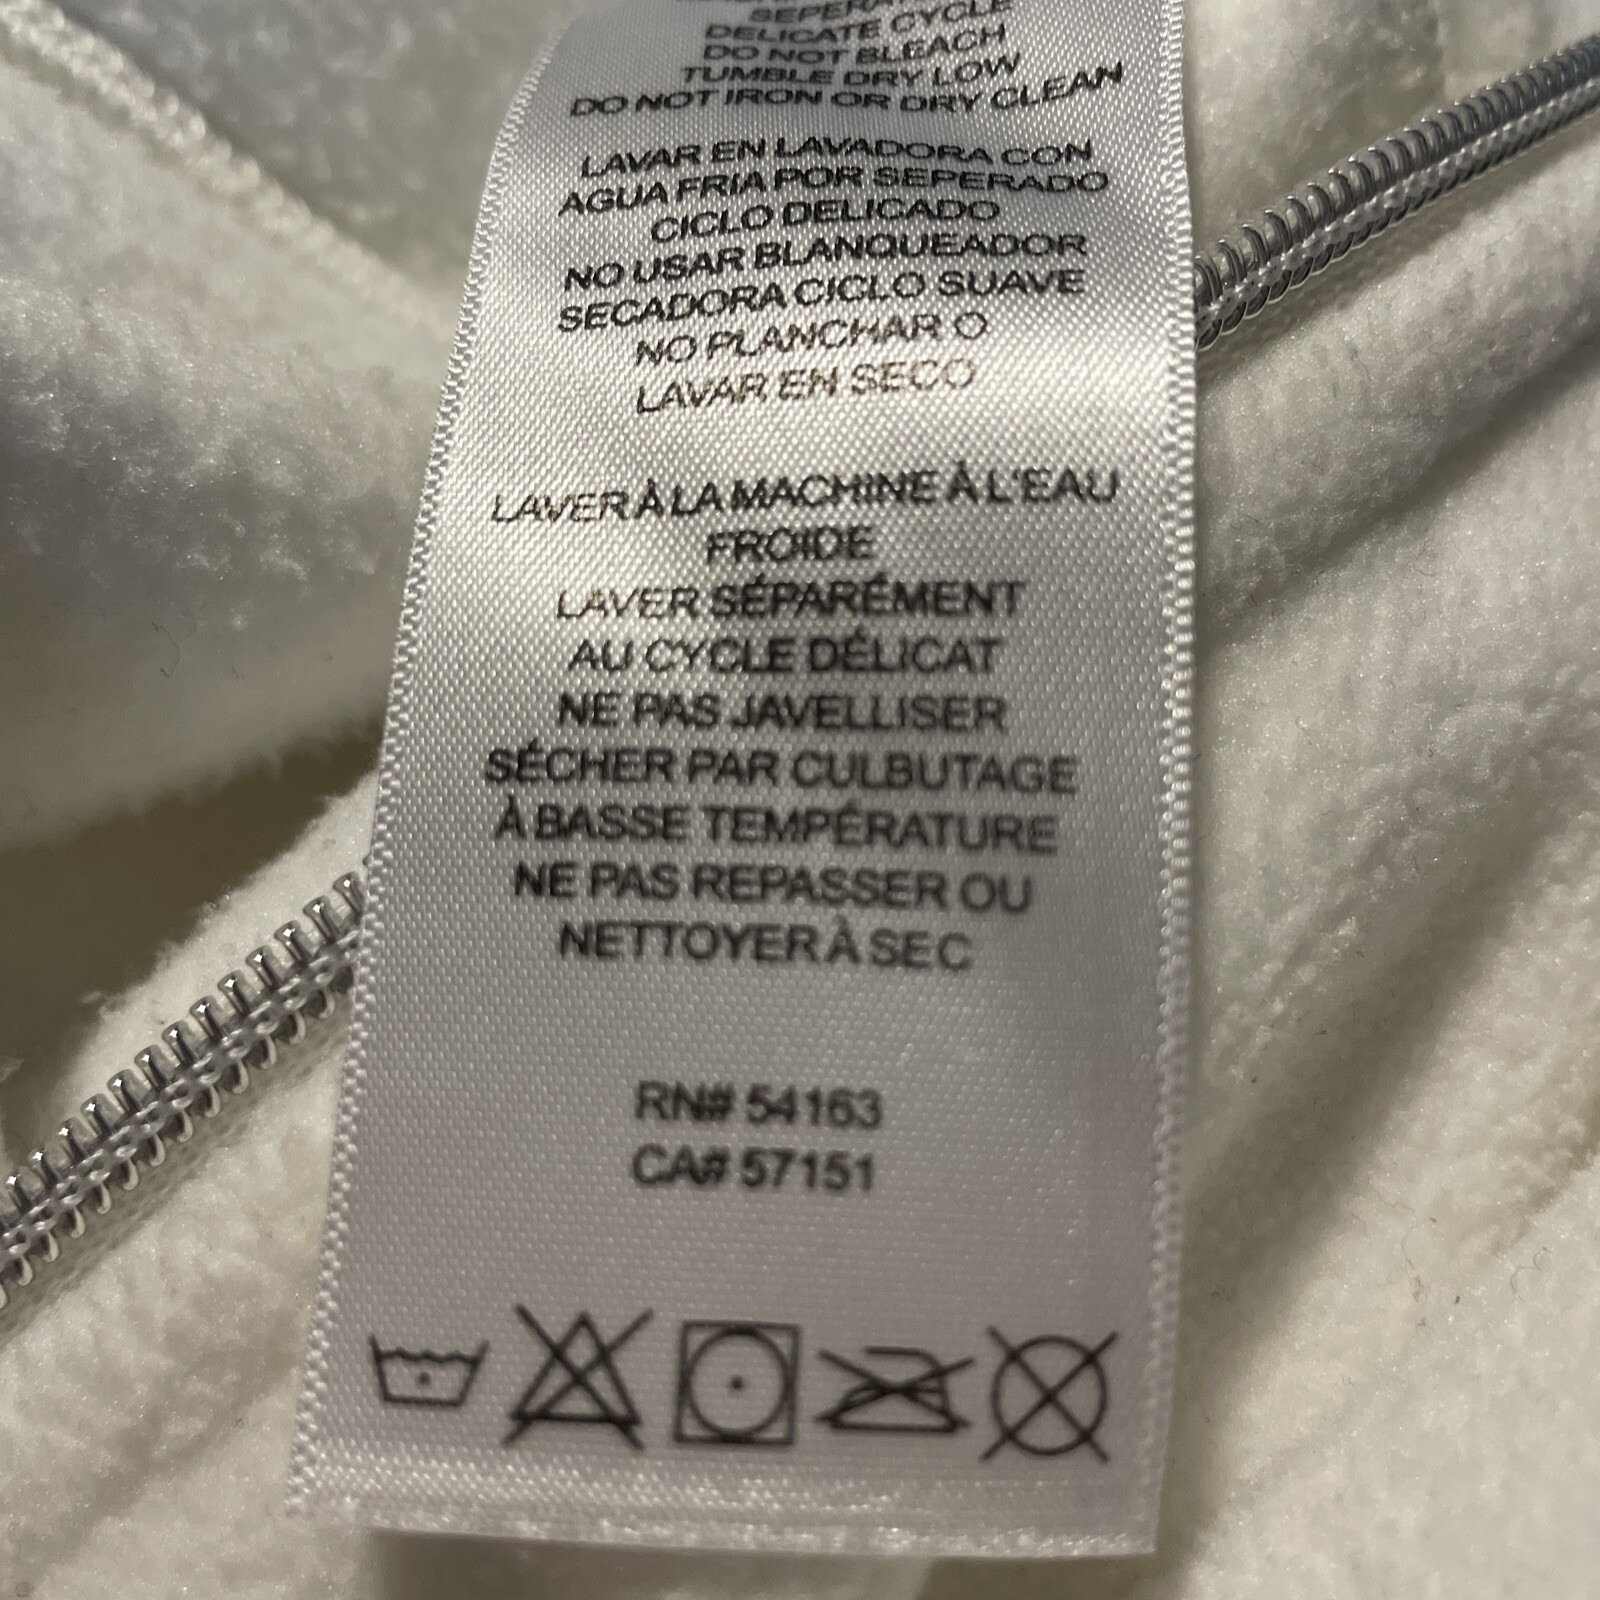 SEPERATELY
DELICATE CYCLE
DO NOT BLEACH
TUMBLE DRY LOW
DO NOT IRON OR DRY CLEAN
LAVAR EN LAVADORA CON
AGUA FRIA POR SEPERADO
CICLO DELICADO
NO USAR BLANQUEADOR
SECADORA CICLO SUAVE
NO PLANCHAR O
LAVAR EN SECO
LAVER À LA MACHINE À L'EAU
FROIDE
LAVER SÉPARÉMENT
AU CYCLE DÉLICAT
NE PAS JAVELLISER
SÉCHER PAR CULBUTAGE
À BASSE TEMPÉRATURE
NE PAS REPASSER OU
NETTOYER À SEC
RN# 54163
CA# 57151